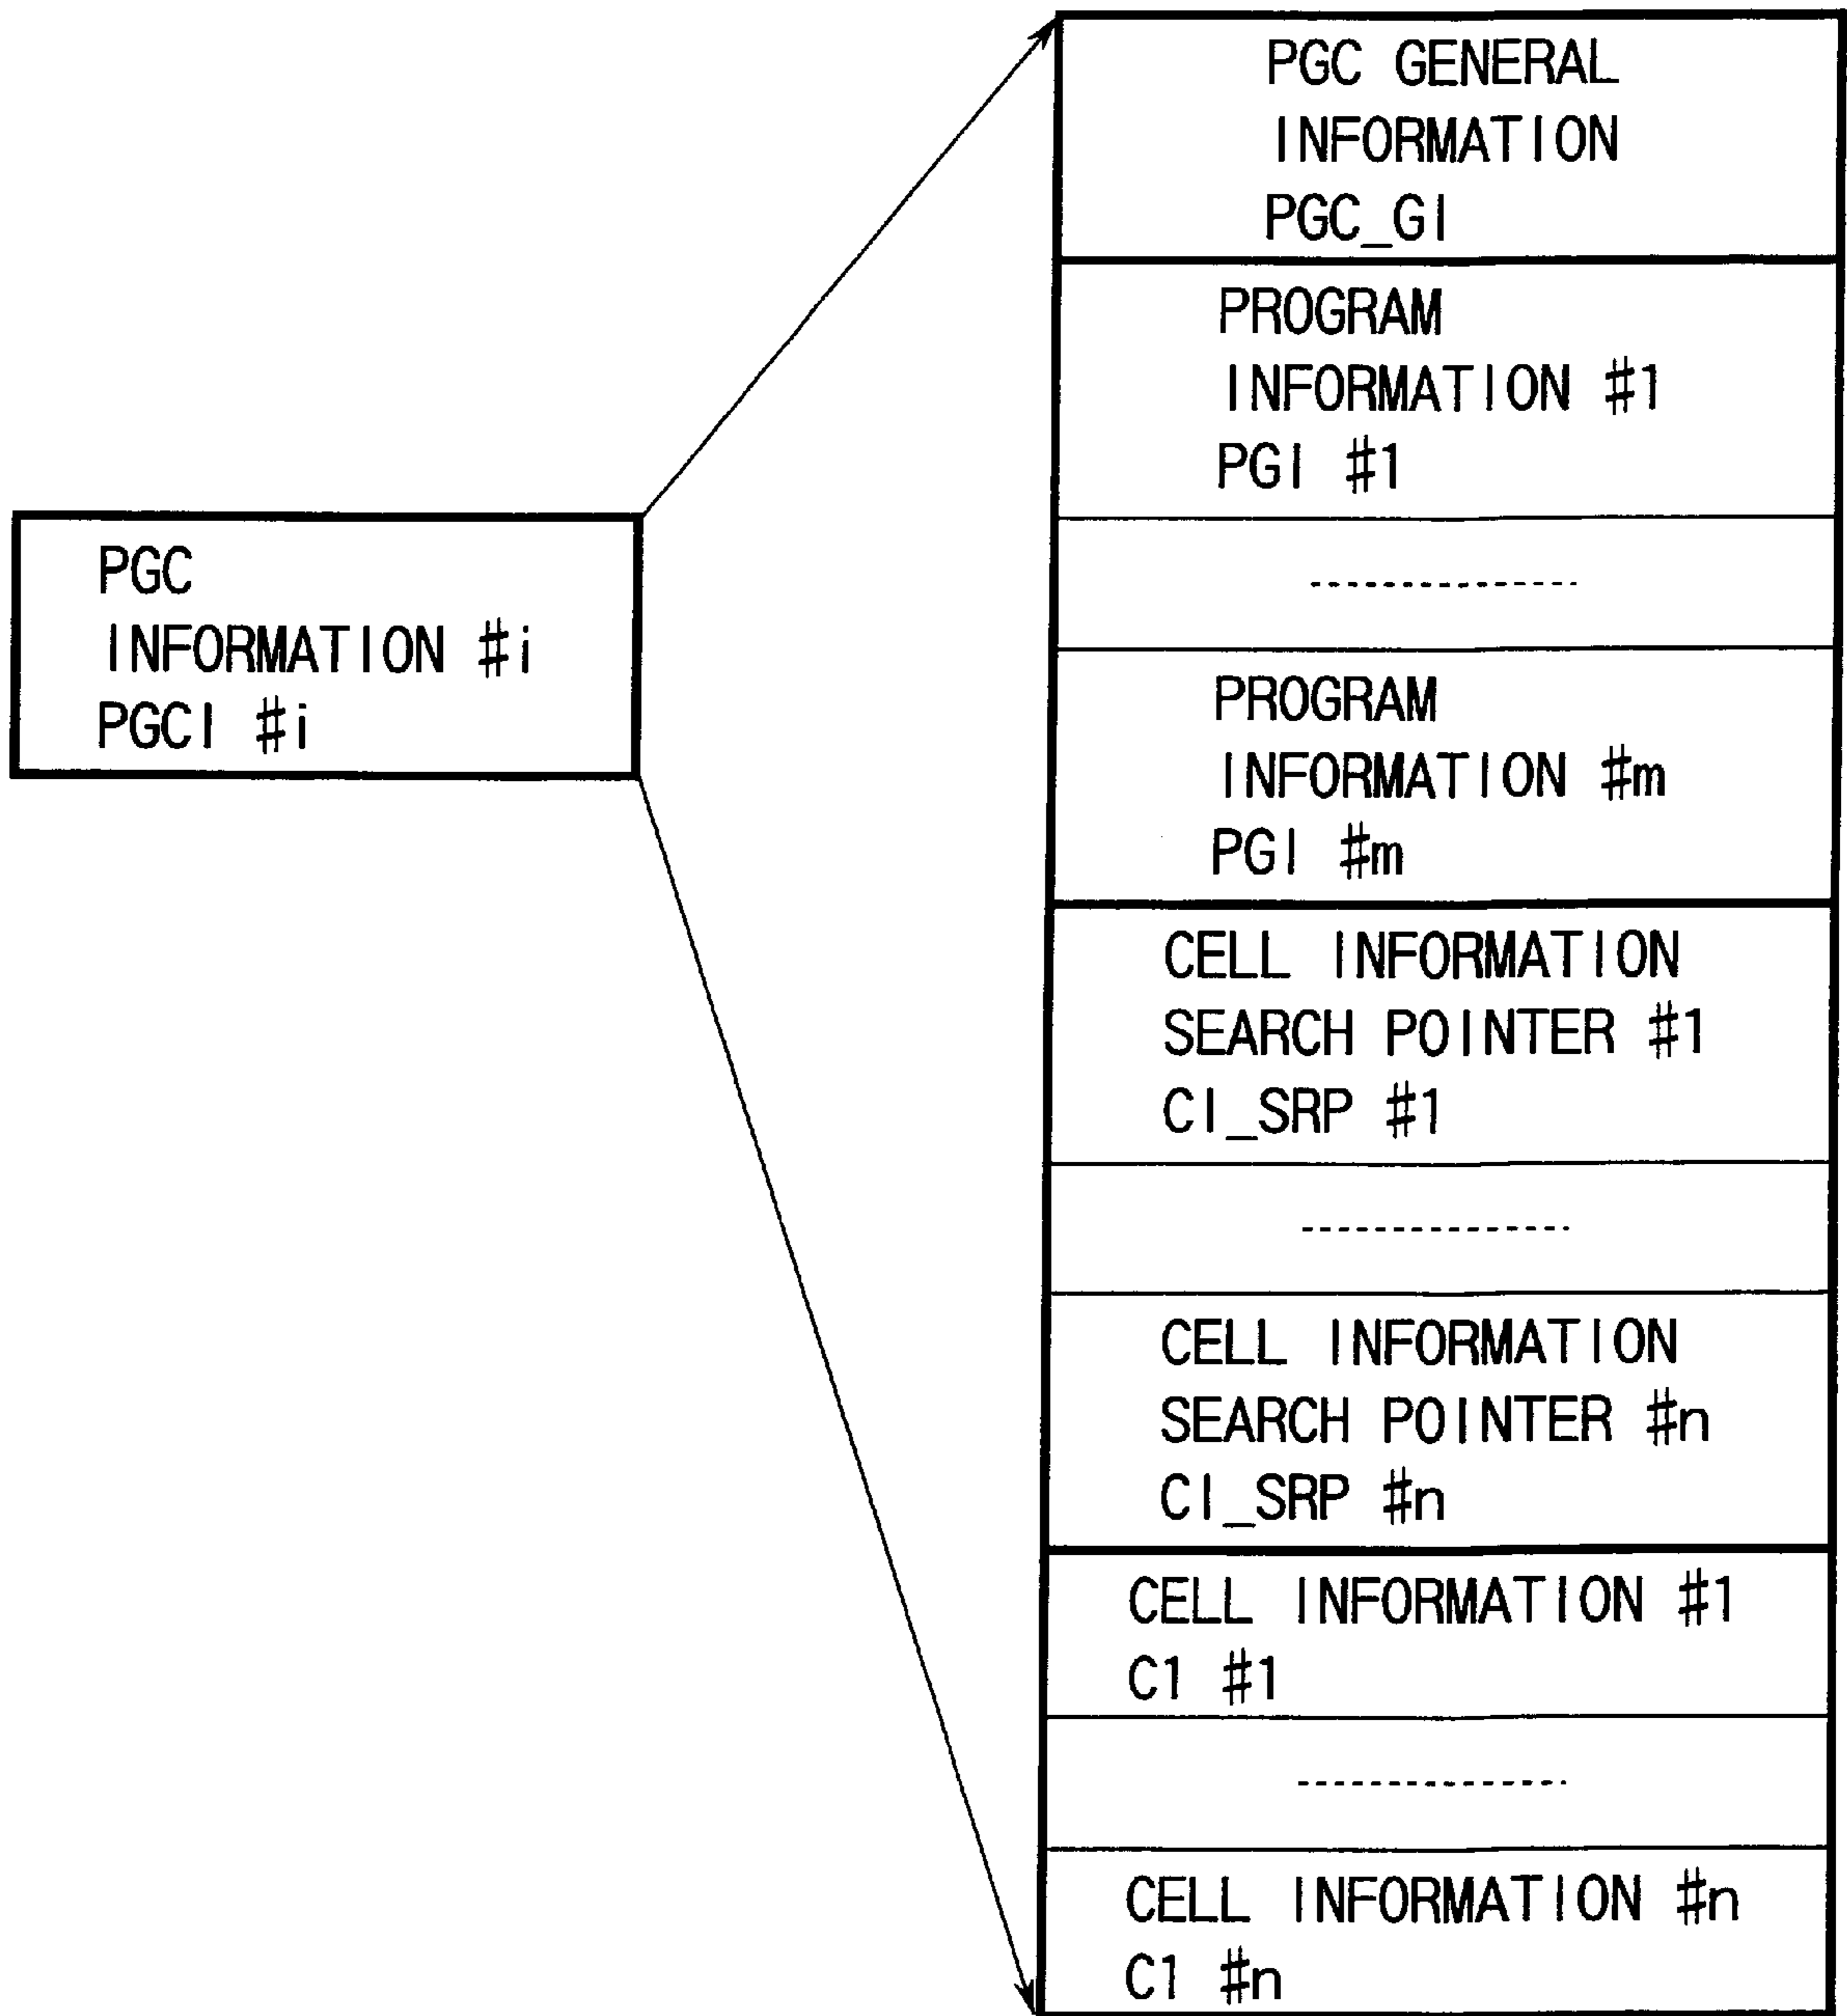 PGC
INFORMATION #i
PGCI #i
PGC GENERAL
INFORMATION
PGC_GI
PROGRAM
INFORMATION #1
PGI #1
PROGRAM
INFORMATION #m
PGI #m
CELL INFORMATION
SEARCH POINTER #1
CI_SRP #1
CELL INFORMATION
SEARCH POINTER #n
CI_SRP #n
CELL INFORMATION #1
C1 #1
CELL INFORMATION #n
C1 #n